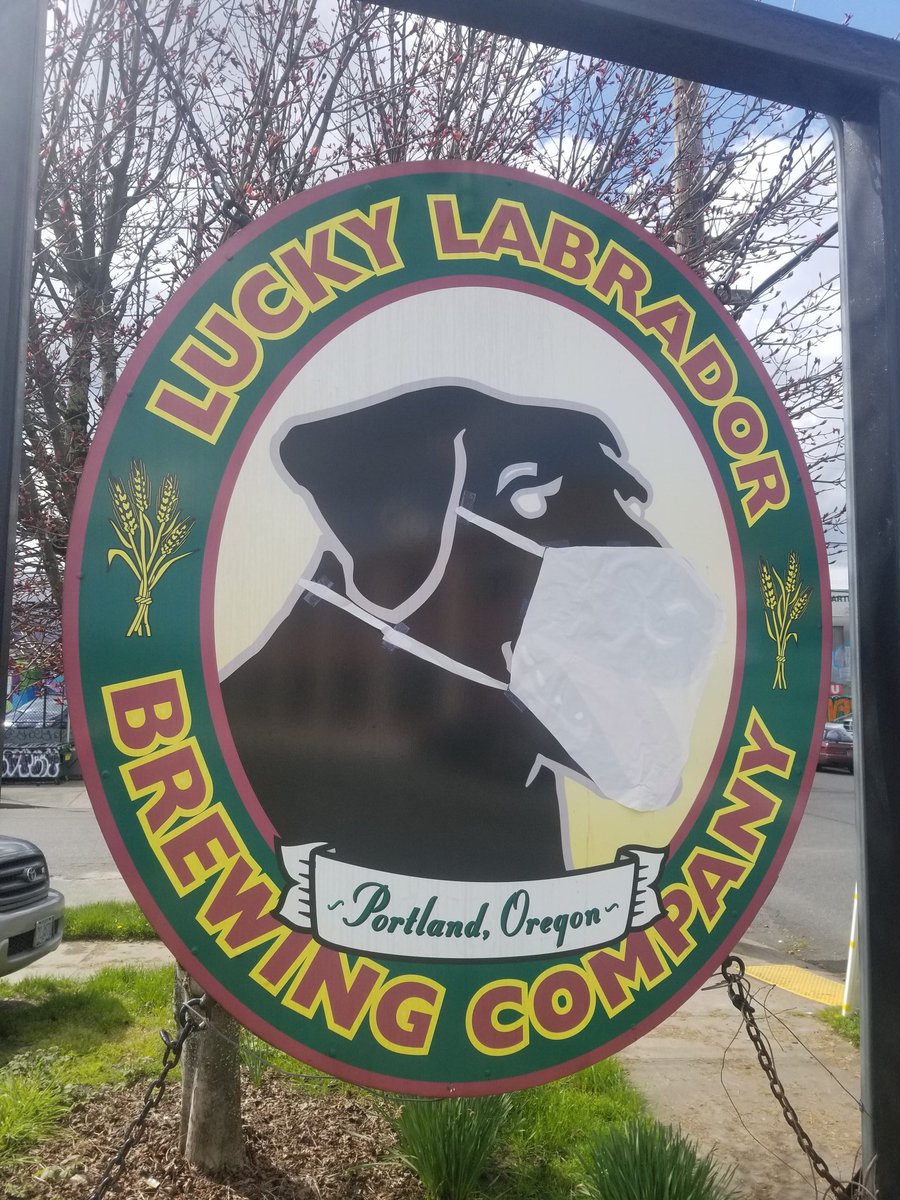 LUCKY LABRADOR
BREWING COMPANY
~Portland, Oregon~